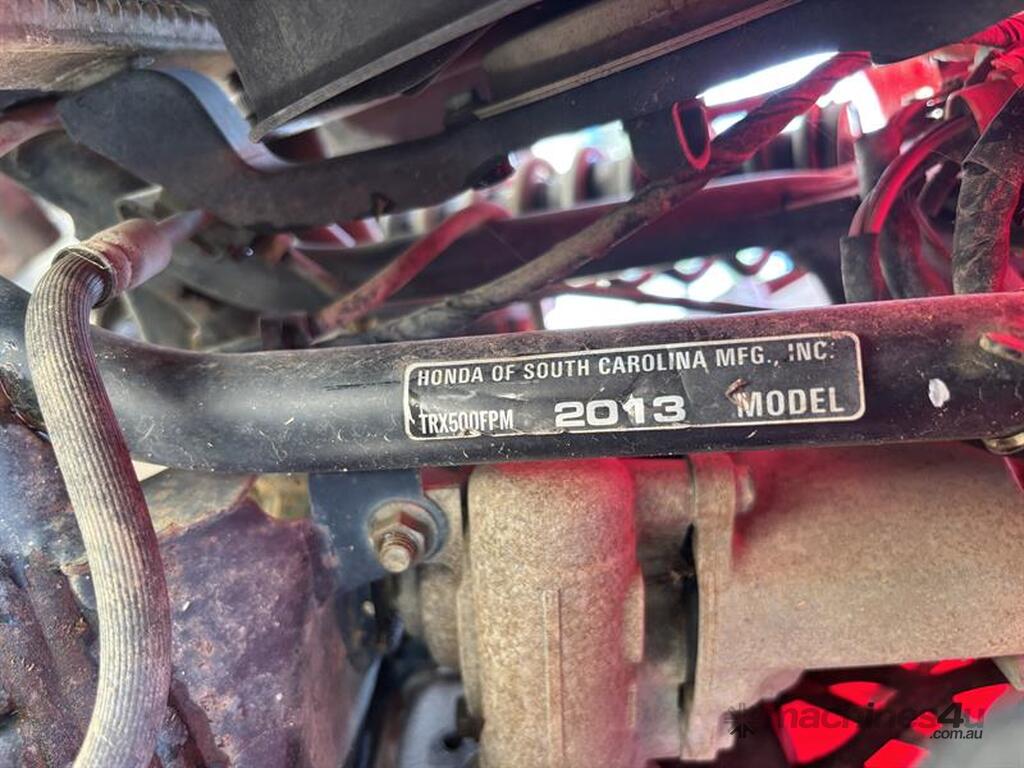 HONDA OF SOUTH CAROLINA MFG., INC.
TRX500FPM 2013 MODEL
machines4u
.com.au